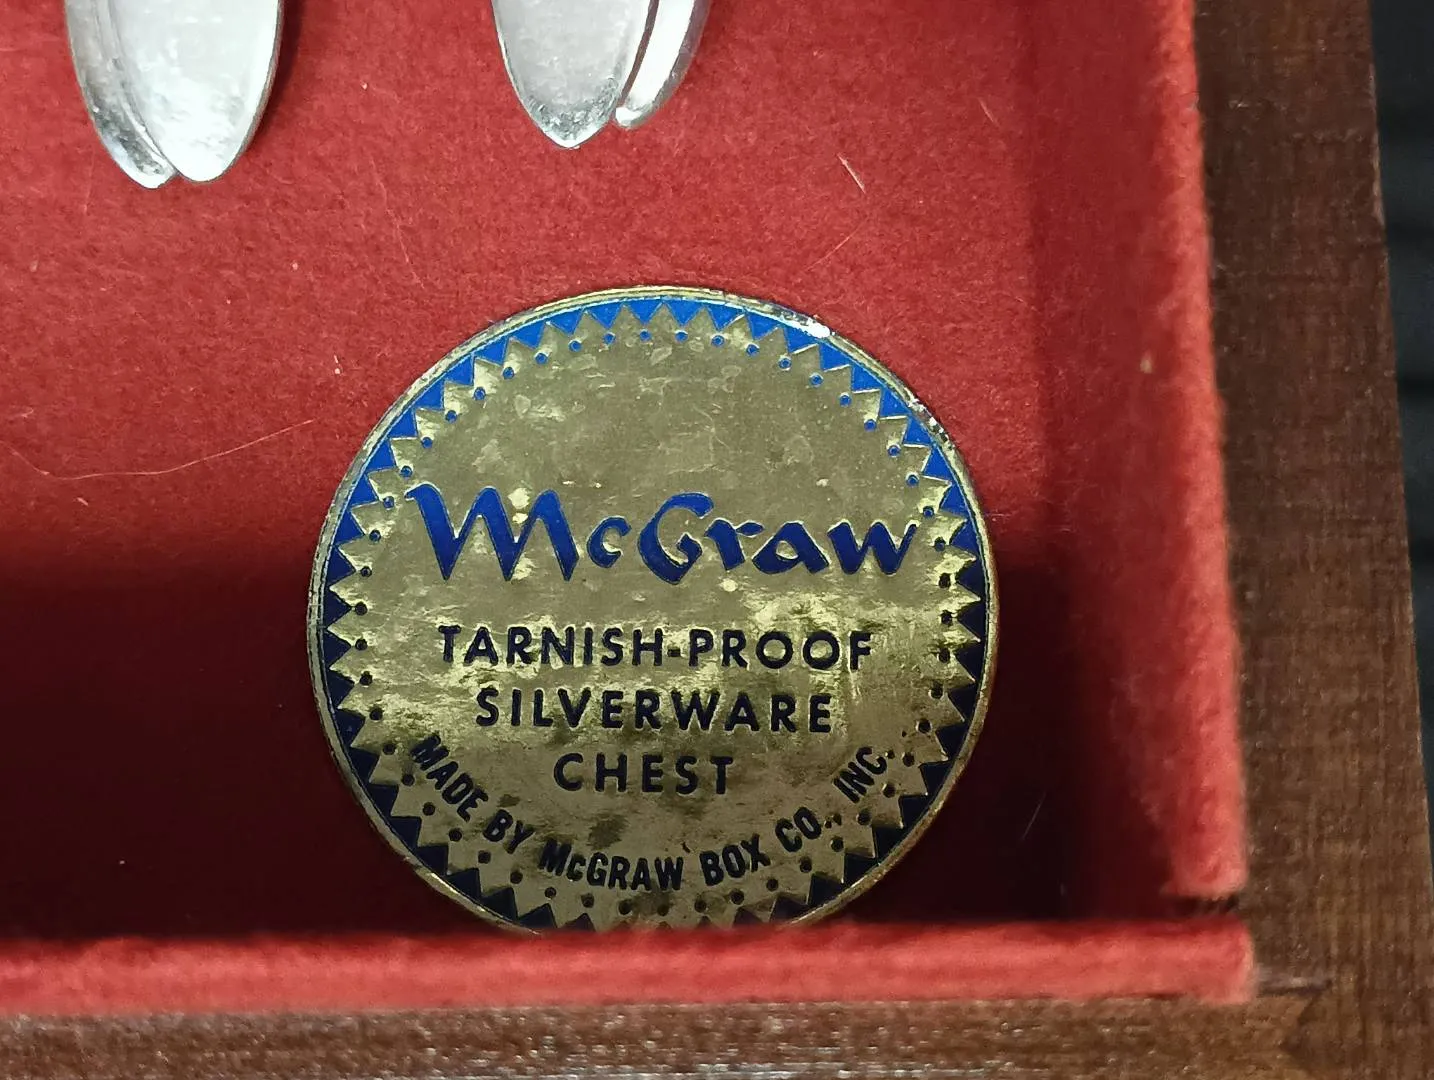 McGraw
TARNISH-PROOF
SILVERWARE
CHEST
MADE BY McGRAW BOX CO., INC.